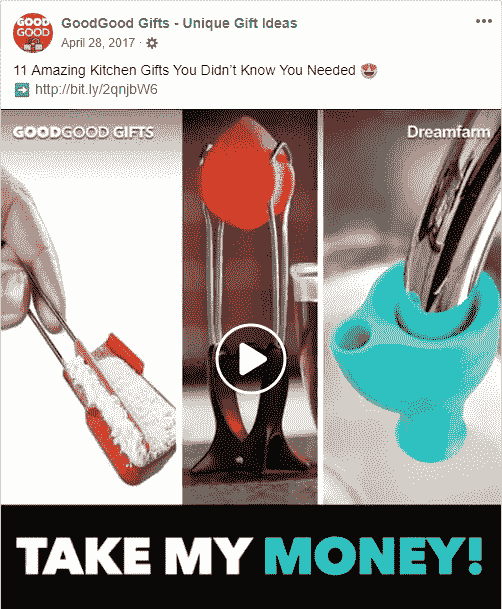 GOOD
GOOD
GoodGood Gifts - Unique Gift Ideas
April 28, 2017 ·
11 Amazing Kitchen Gifts You Didn't Know You Needed 😍
➡ http://bit.ly/2qnjbW6
GOODGOOD GIFTS
Dreamfarm
TAKE MY MONEY!